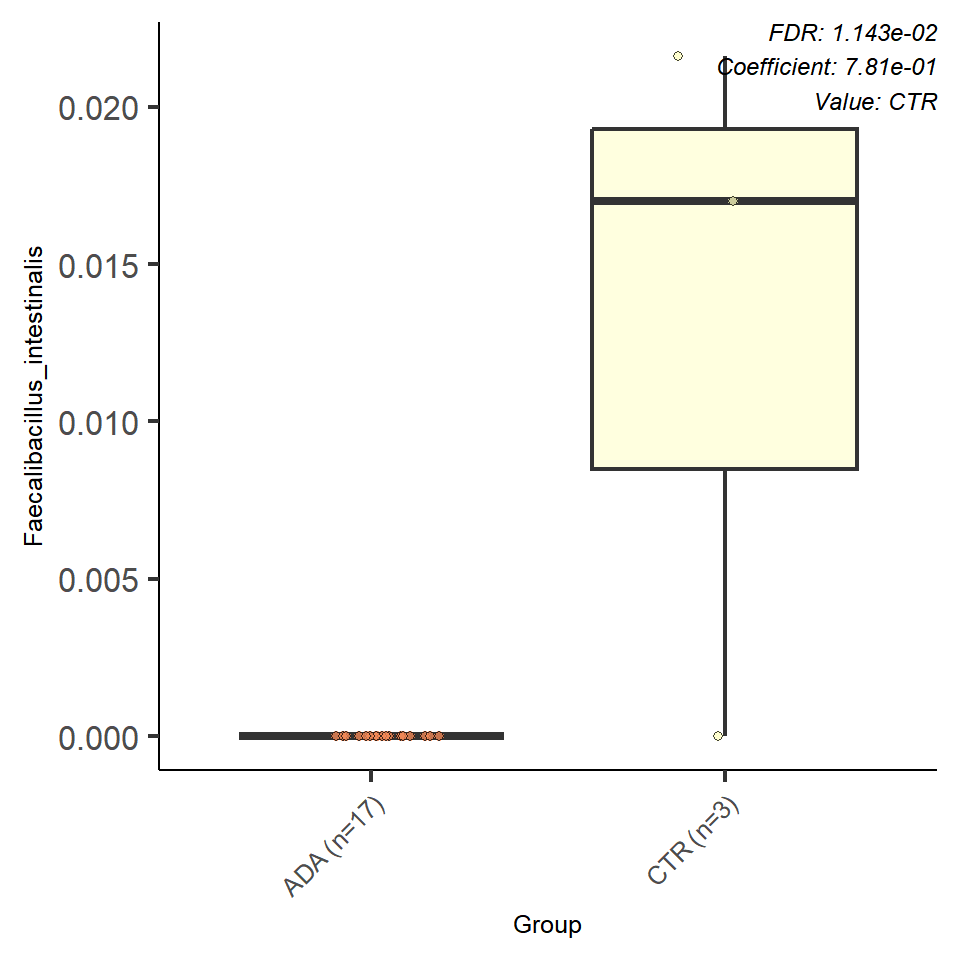 FDR: 1.143e-02
Coefficient: 7.81e-01
Value: CTR
0.020
0.015
0.010
0.005
0.000
Faecalibacillus_intestinalis
ADA (n=17)
CTR (n=3)
Group